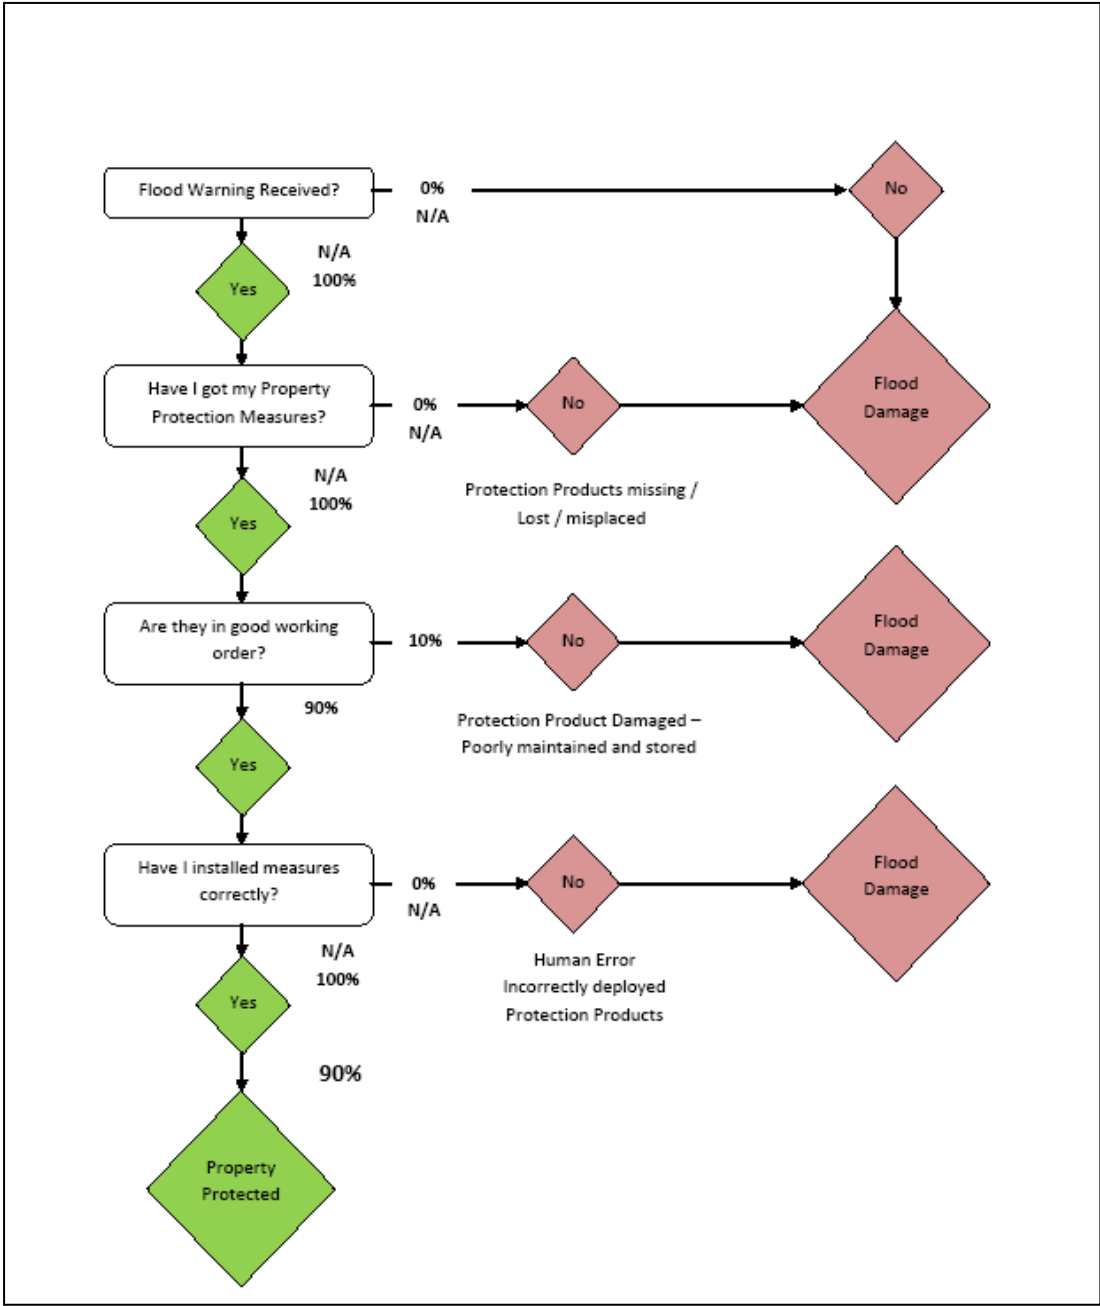 Flood Warning Received?
0%
N/A
No
N/A
100%
Yes
Have I got my Property
Protection Measures?
0%
N/A
No
Flood
Damage
Protection Products missing /
Lost / misplaced
N/A
100%
Yes
Are they in good working
order?
10%
No
Flood
Damage
Protection Product Damaged –
Poorly maintained and stored
90%
Yes
Have I installed measures
correctly?
0%
N/A
No
Flood
Damage
Human Error
Incorrectly deployed
Protection Products
N/A
100%
Yes
90%
Property
Protected